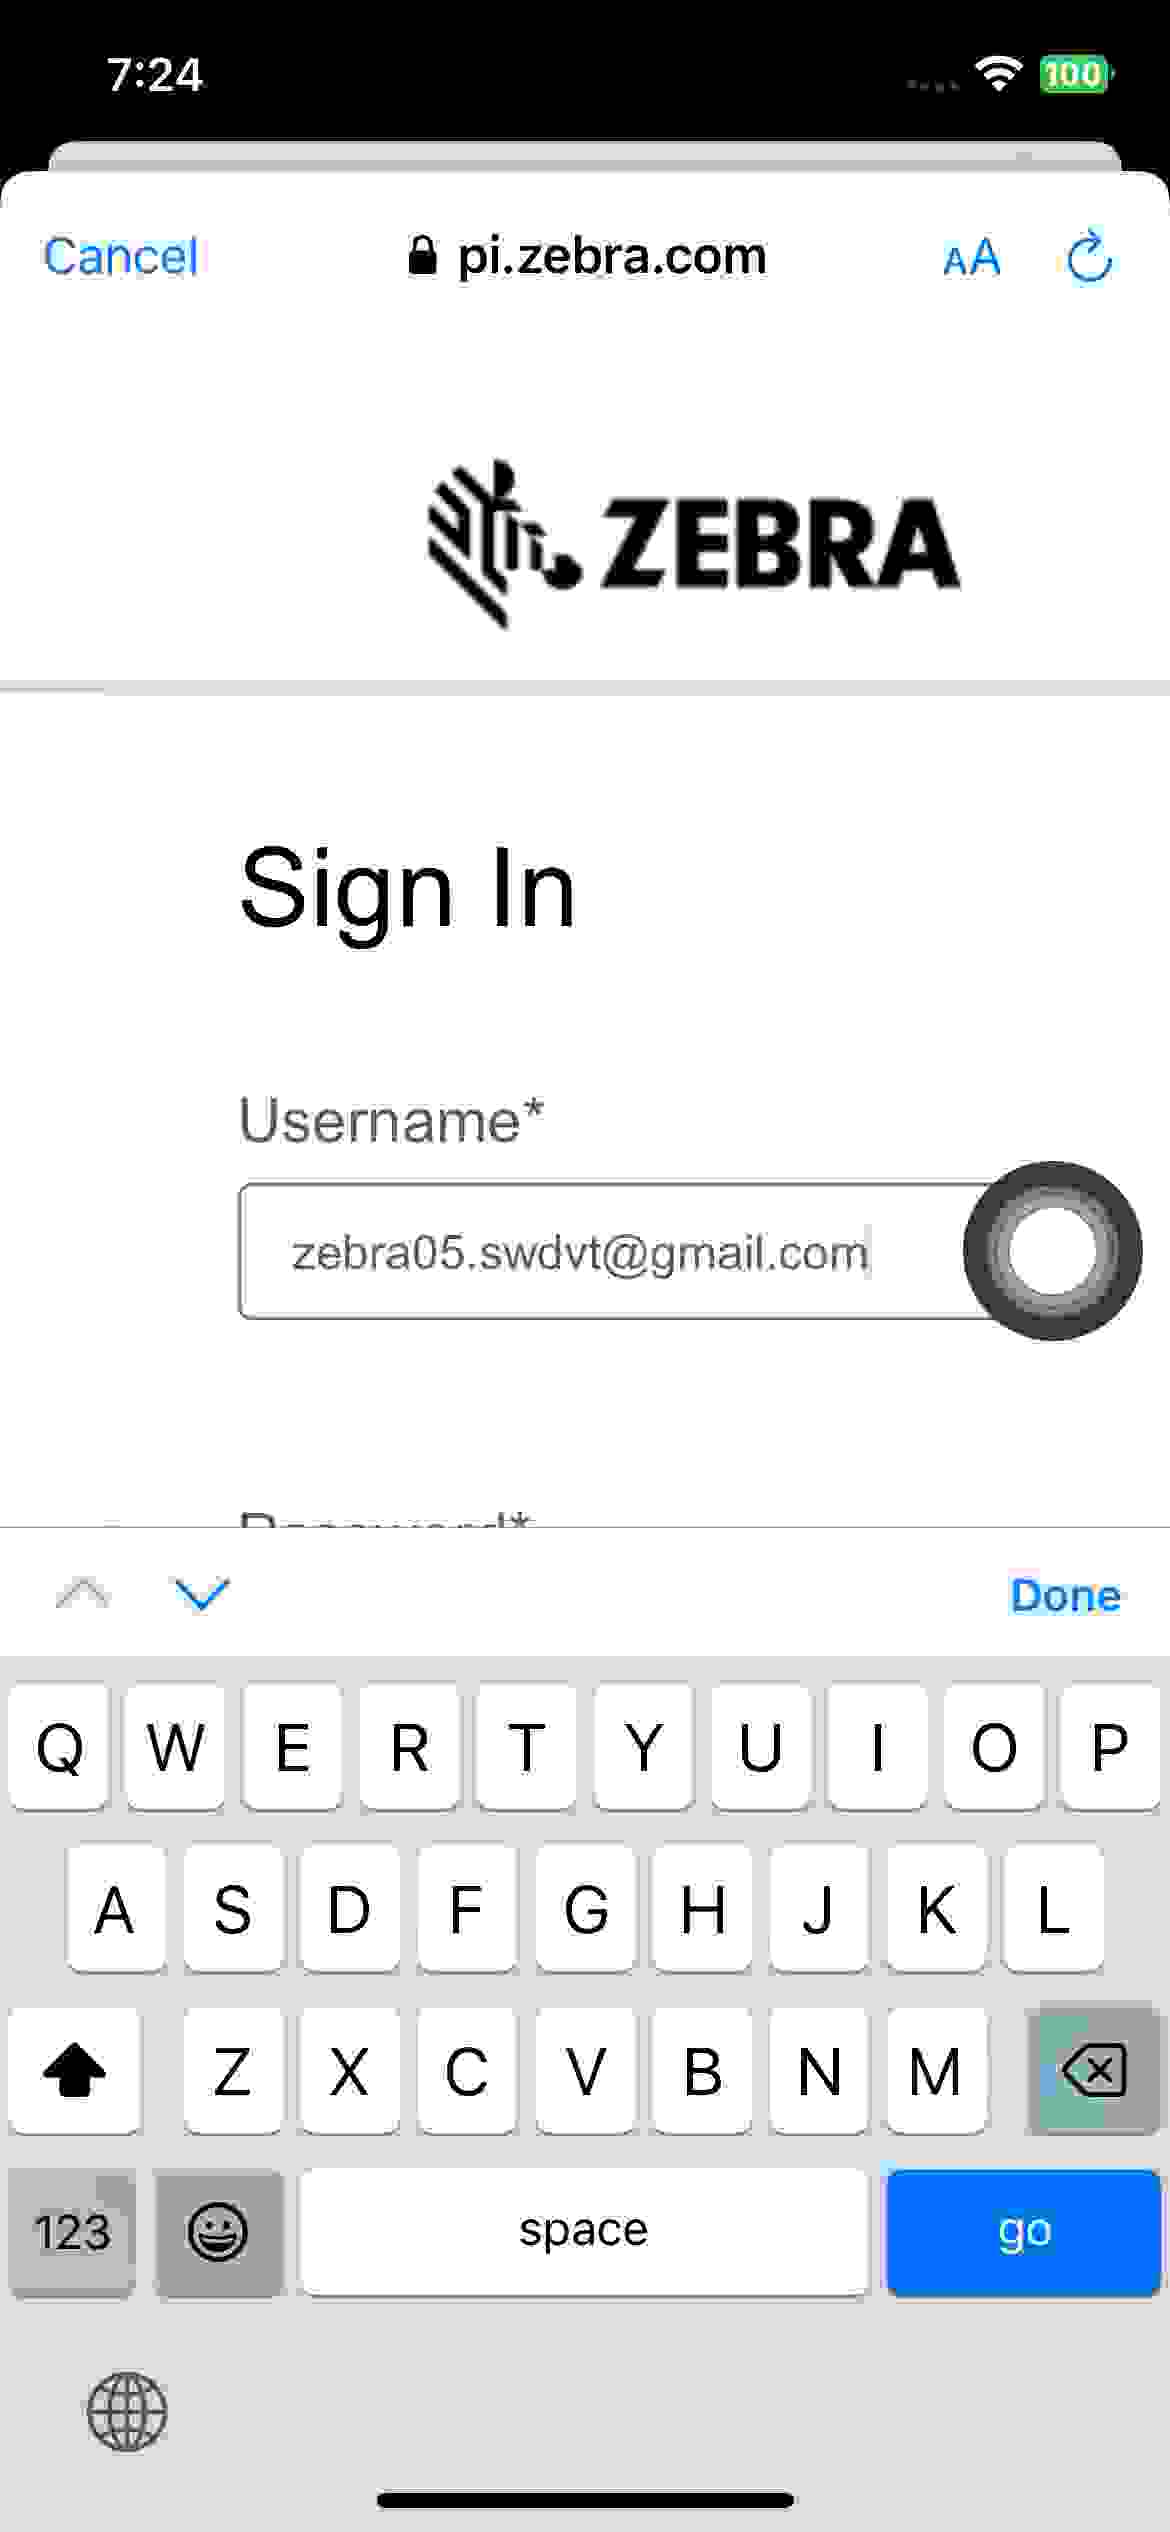 7:24
100
Cancel
pi.zebra.com
AA
ZEBRA
Sign In
Username*
zebra05.swdvt@gmail.com
Password*
Done
Q W E R T Y U I O P
A S D F G H J K L
Z X C V B N M
123
space
go